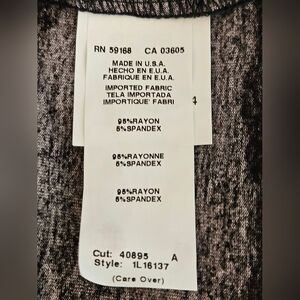 RN 59168 CA 03605
MADE IN U.S.A.
HECHO EN E.U.A.
FABRIQUE EN E.U.A.
IMPORTED FABRIC
TELA IMPORTADA
IMPORTIQUE' FABRI
4
95%RAYON
5%SPANDEX
95%RAYONNE
5%SPANDEX
95%RAYON
5%SPANDEX
Cut: 40895 A
Style: 1L16137
(Care Over)